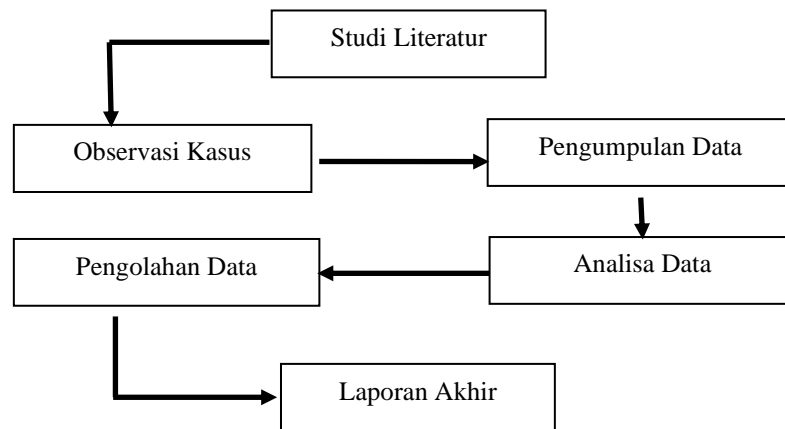 Studi Literatur
Observasi Kasus
Pengumpulan Data
Analisa Data
Pengolahan Data
Laporan Akhir